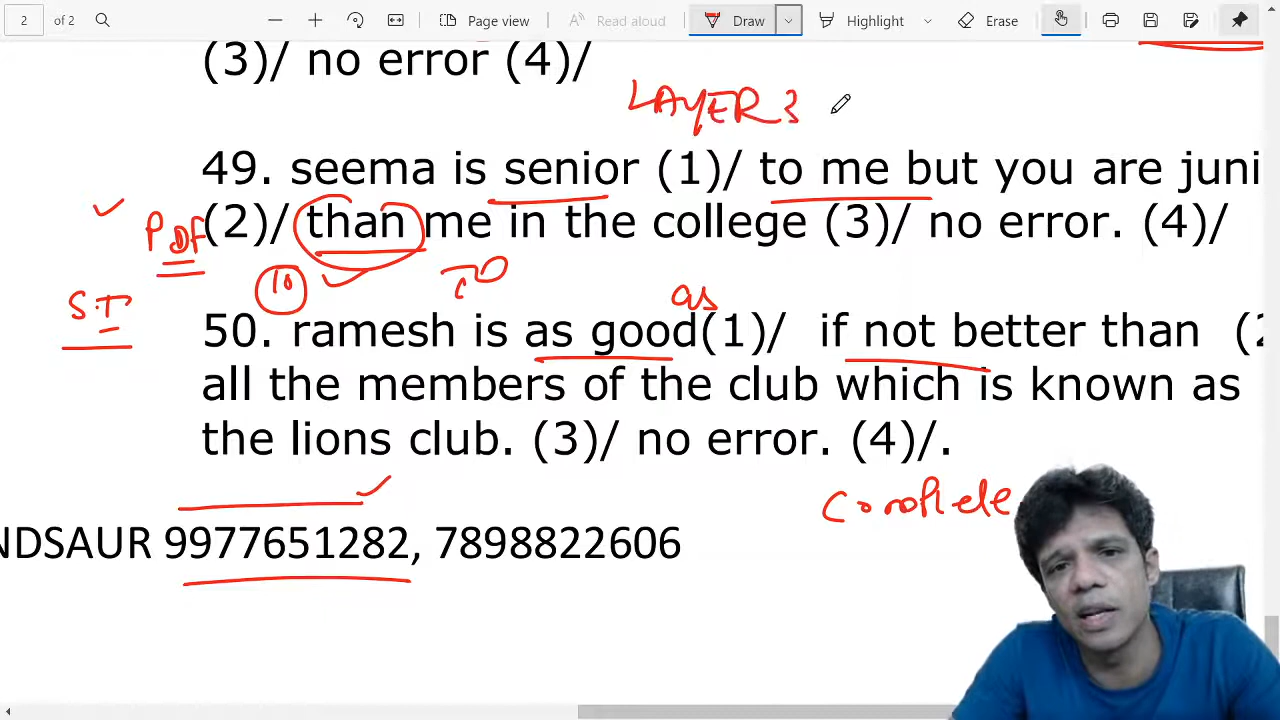 2 of 2 Page view Read aloud Draw Highlight Erase
(3)/ no error (4)/
LAYER 3
49. seema is senior (1)/ to me but you are juni
(2)/ than me in the college (3)/ no error. (4)/
PDF
10 TO
S.T as
50. ramesh is as good(1)/ if not better than (2
all the members of the club which is known as
the lions club. (3)/ no error. (4)/.
NDSAUR 9977651282, 7898822606